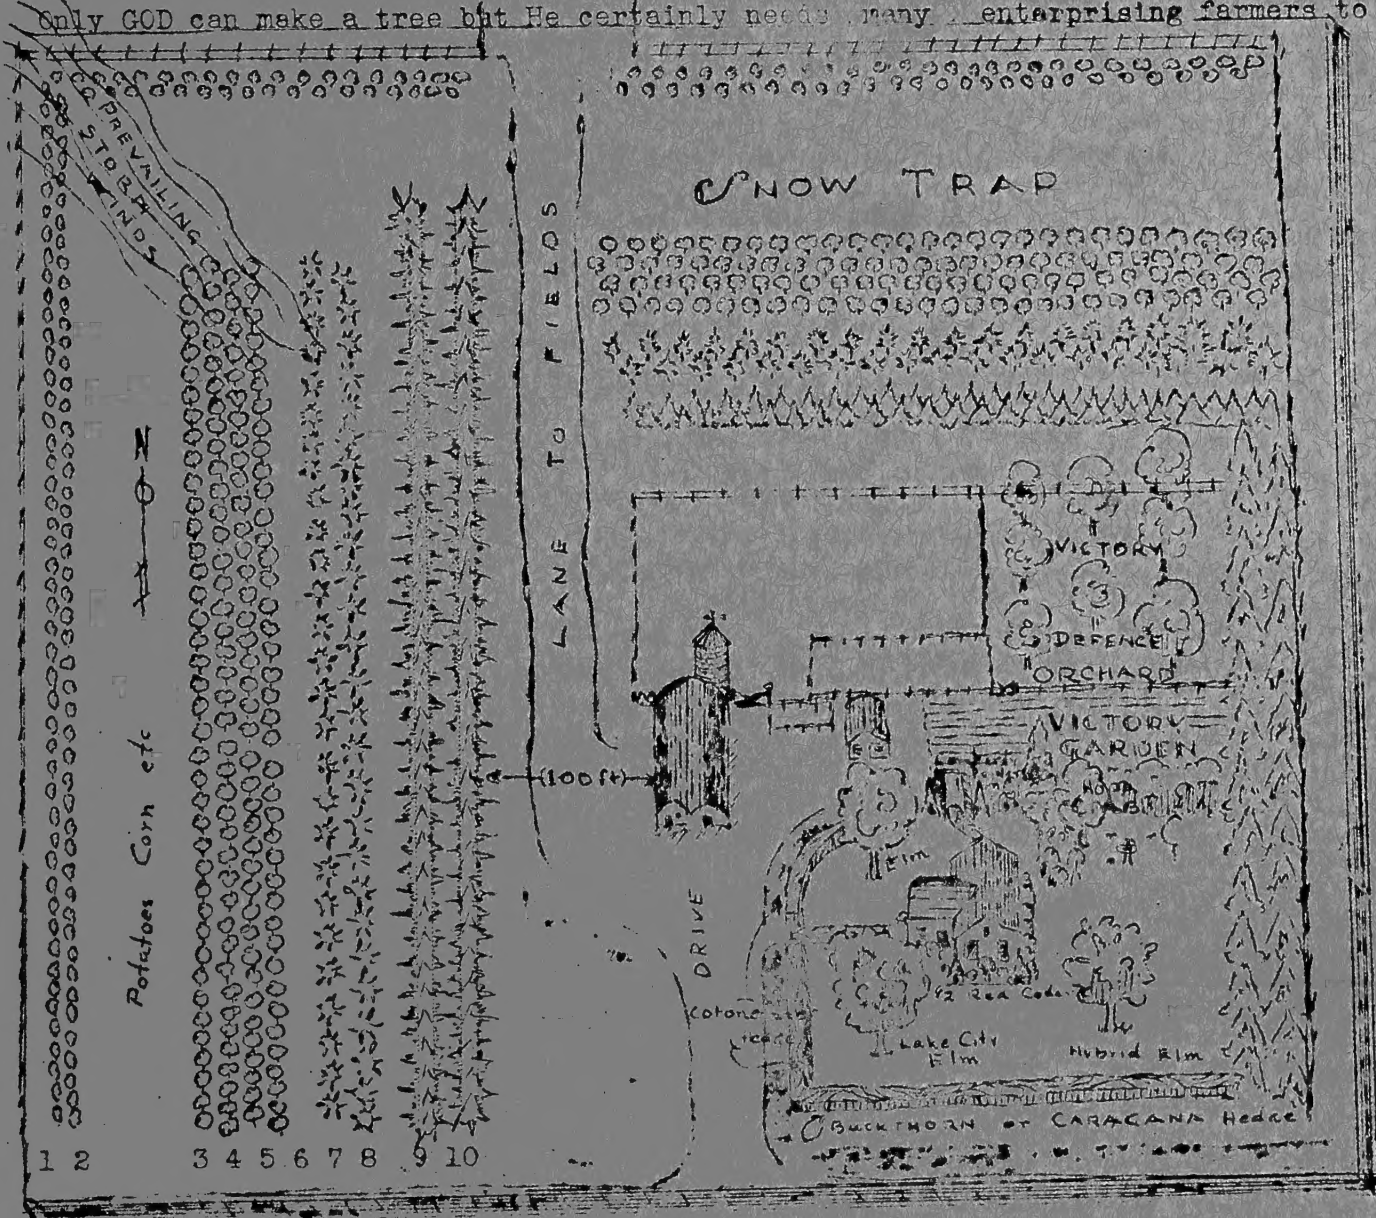 Only GOD can make a tree but He certainly needs many enterprising farmers to
PREVAILING
STORM
WINDS
SNOW TRAP
LANE TO FIELDS
N
Potatoes Corn etc
VICTORY
DEFENCE
ORCHARD
VICTORY
GARDEN
(100 ft)
Elm
DRIVE
Red Cedar
Lake City
Elm
Hybrid Elm
BUCKTHORN or CARAGANA Hedge
1 2 3 4 5 6 7 8 9 10